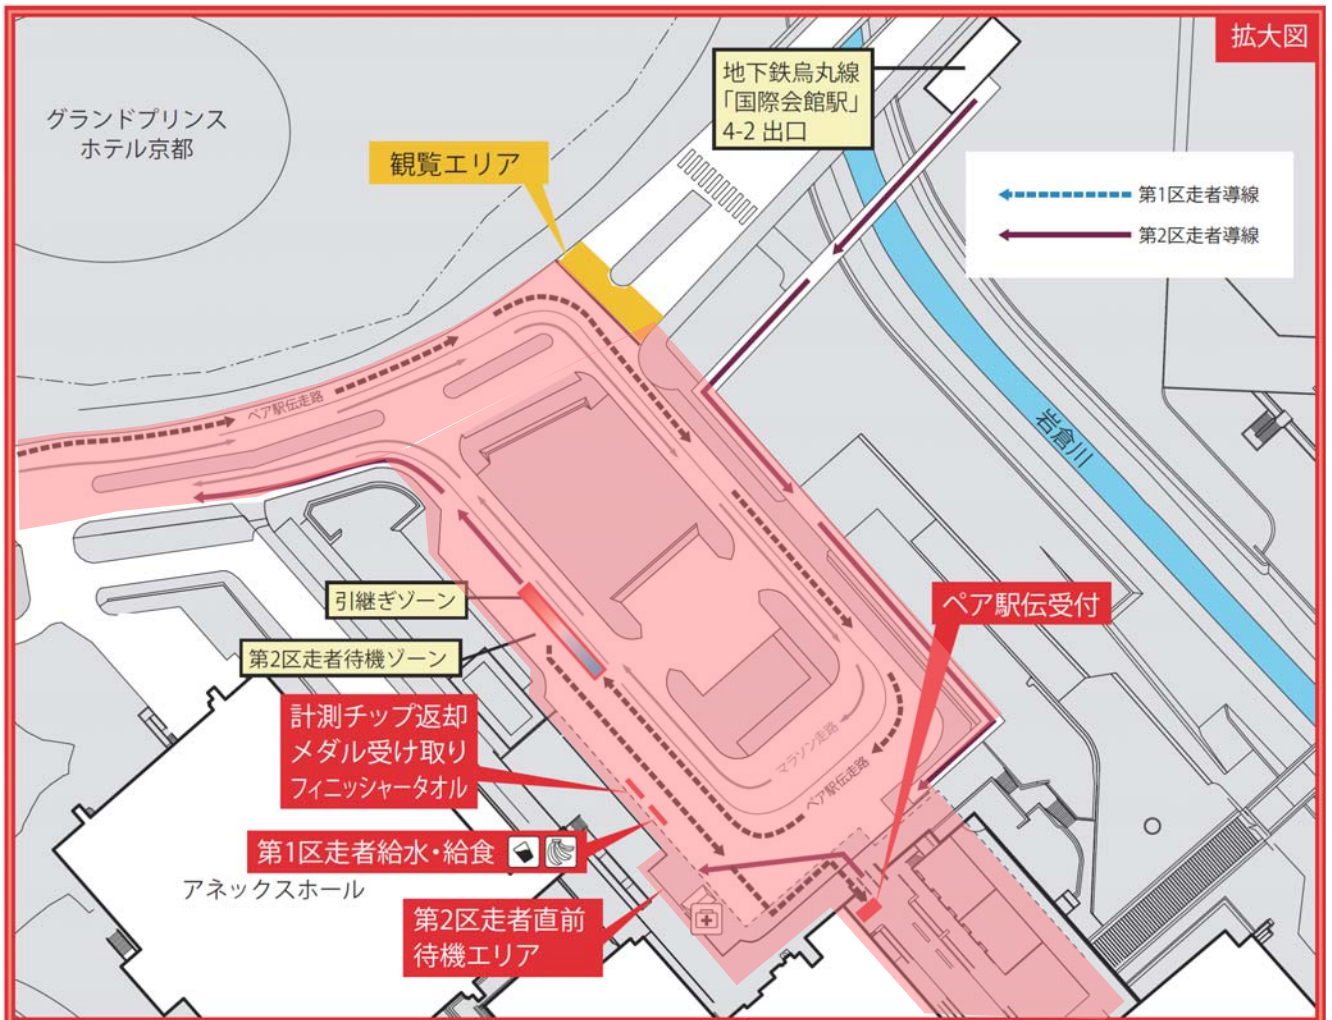 拡大図
地下鉄烏丸線
「国際会館駅」
4-2 出口
グランドプリンス
ホテル京都
観覧エリア
第1区走者導線
第2区走者導線
ペア駅伝走路
岩倉川
引継ぎゾーン
ペア駅伝受付
第2区走者待機ゾーン
計測チップ返却
メダル受け取り
フィニッシャータオル
マラソン走路
ペア駅伝走路
第1区走者給水・給食
アネックスホール
第2区走者直前
待機エリア